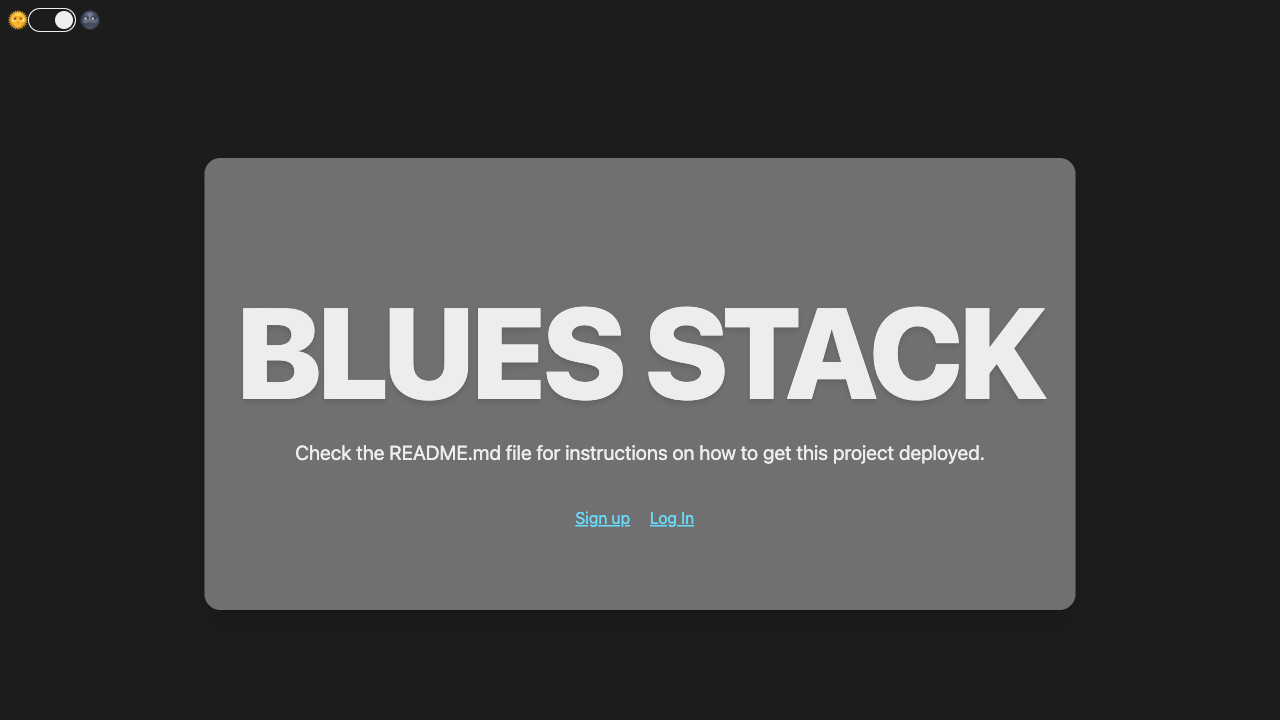 BLUES STACK
Check the README.md file for instructions on how to get this project deployed.
Sign up Log In